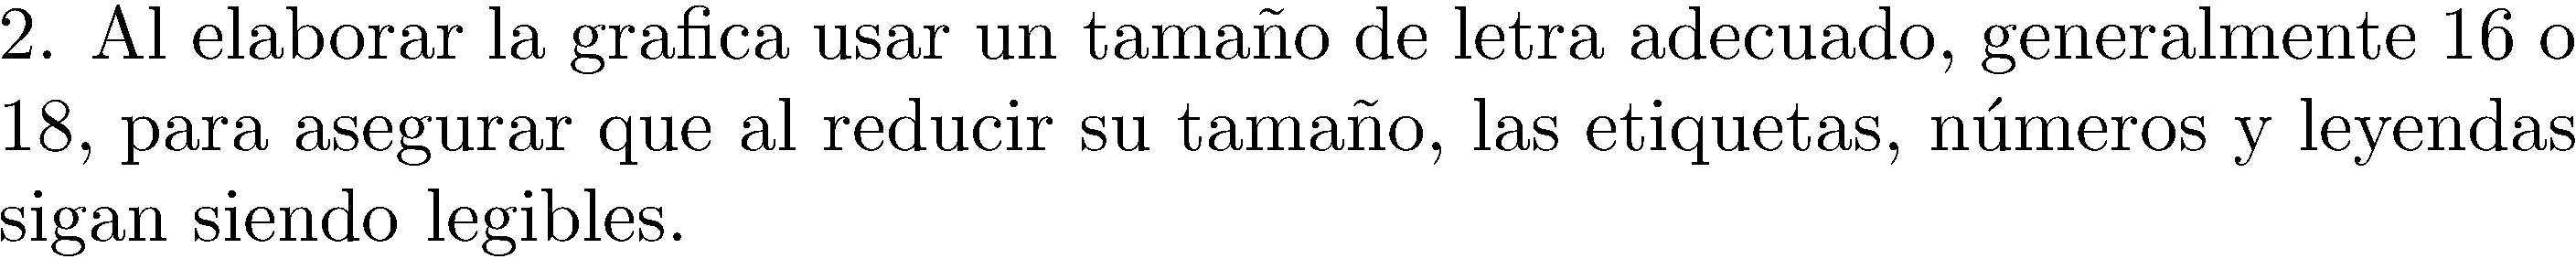 2. Al elaborar la grafica usar un tamaño de letra adecuado, generalmente 16 o
18, para asegurar que al reducir su tamaño, las etiquetas, números y leyendas
sigan siendo legibles.